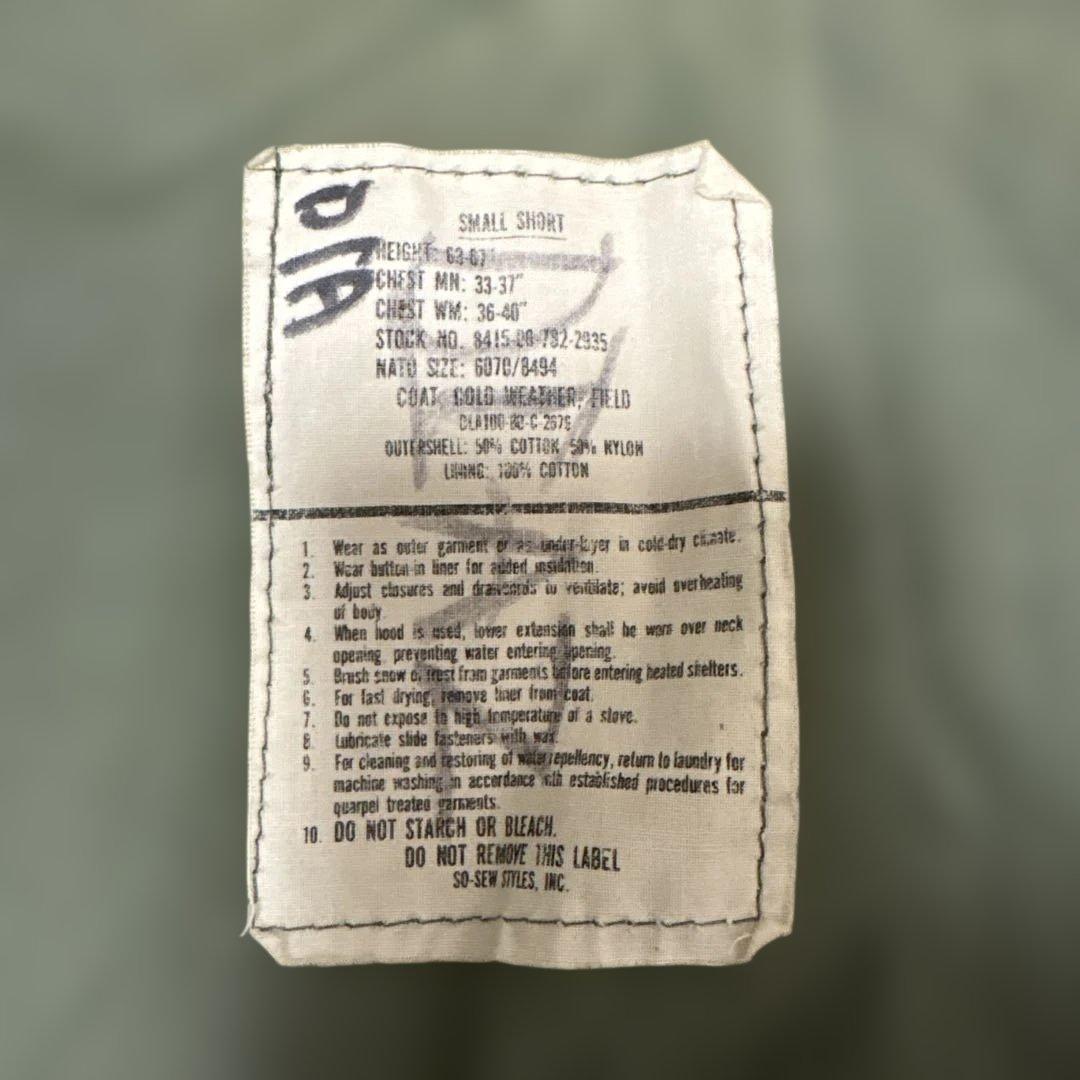 SMALL SHORT
HEIGHT: 63-67"
CHEST MN: 33-37"
CHEST WM: 36-40"
STOCK NO. 8415-00-782-2935
NATO SIZE: 6070/8494
COAT, COLD WEATHER, FIELD
DLA100-80-C-2679
OUTERSHELL: 50% COTTON 50% NYLON
LINING: 100% COTTON
1. Wear as outer garment or as under-layer in cold-dry climate.
2. Wear button-in liner for added insulation.
3. Adjust closures and drawcords to ventilate; avoid overheating
of body
4. When hood is used, lower extension shall be worn over neck
opening, preventing water entering opening.
5. Brush snow or frost from garments before entering heated shelters.
6. For fast drying, remove liner from coat.
7. Do not expose to high temperature of a stove.
8. Lubricate slide fasteners with wax.
9. For cleaning and restoring of water repellency, return to laundry for
machine washing in accordance with established procedures for
quarpel treated garments.
10. DO NOT STARCH OR BLEACH.
DO NOT REMOVE THIS LABEL
SO-SEW STYLES, INC.